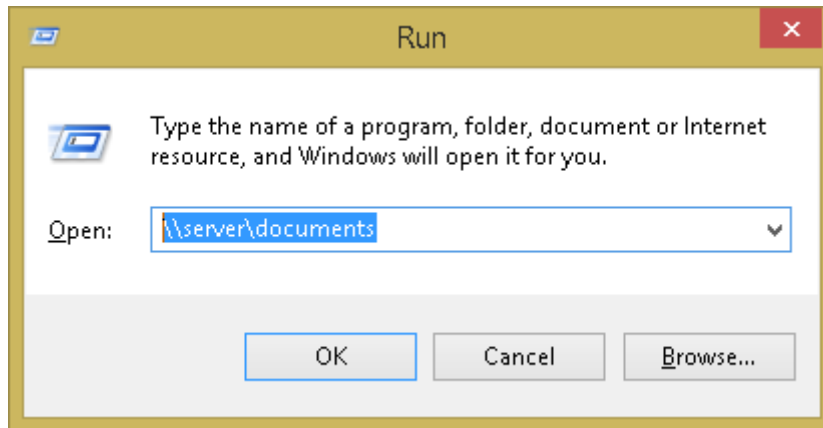 Run
Type the name of a program, folder, document or Internet
resource, and Windows will open it for you.
Open: \\server\documents
OK Cancel Browse...